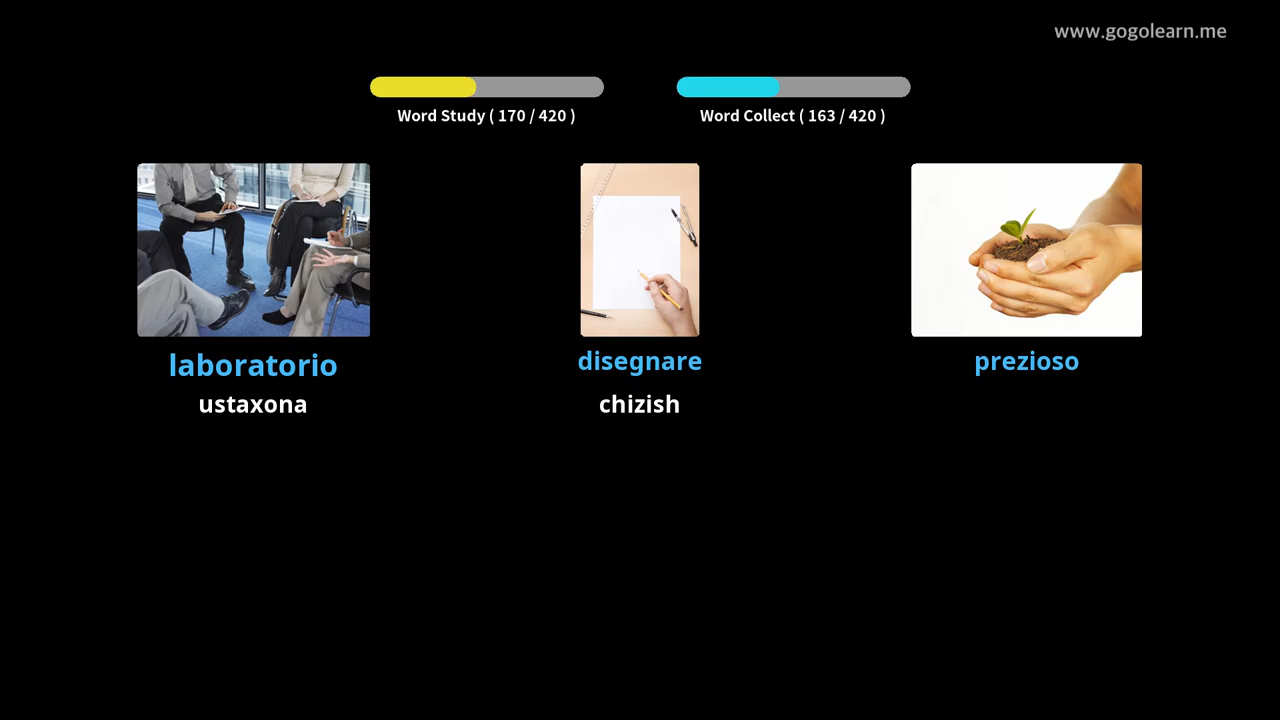 www.gogolearn.me
Word Study ( 170 / 420 )
Word Collect ( 163 / 420 )
laboratorio
ustaxona
disegnare
chizish
prezioso